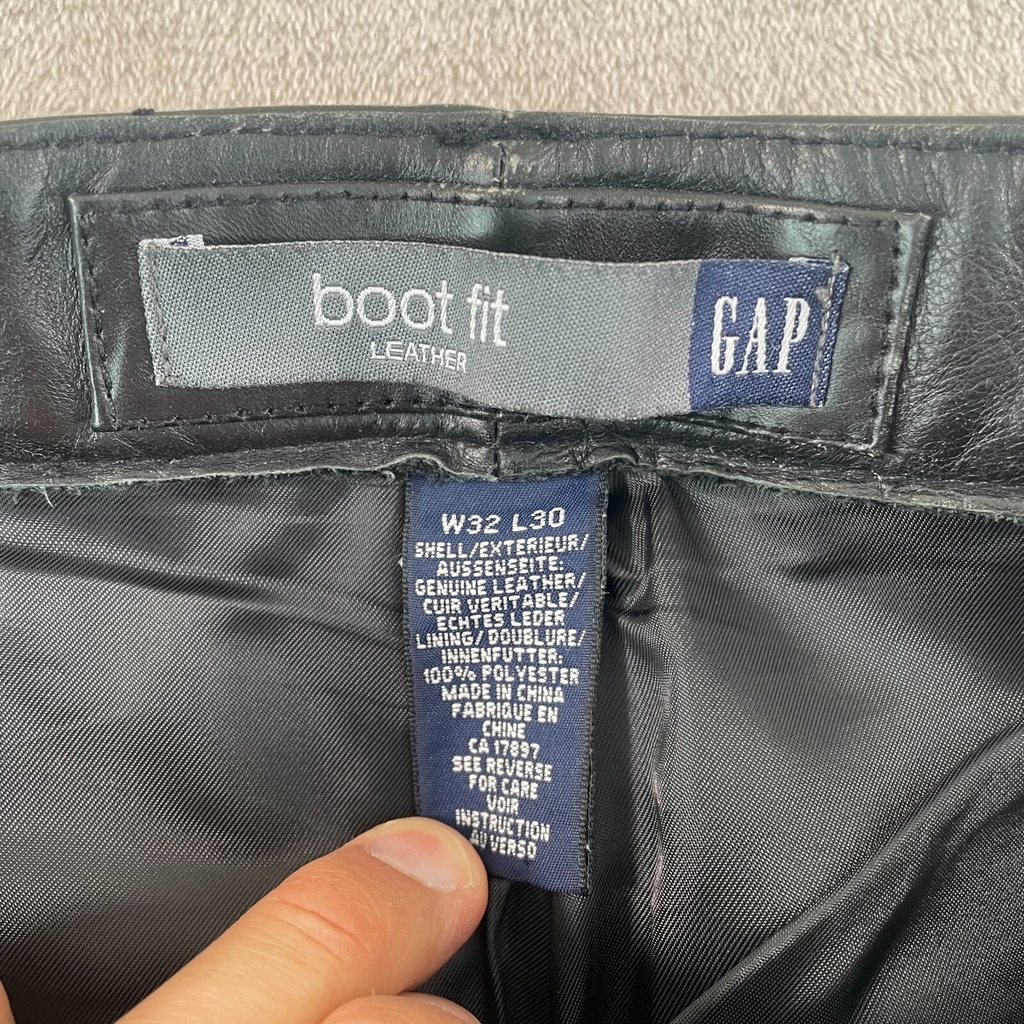 boot fit
LEATHER
GAP
W32 L30
SHELL/EXTERIEUR/
AUSSENSEITE:
GENUINE LEATHER/
CUIR VERITABLE/
ECHTES LEDER
LINING/DOUBLURE/
INNENFUTTER:
100% POLYESTER
MADE IN CHINA
FABRIQUE EN
CHINE
CA 17897
SEE REVERSE
FOR CARE
VOIR
INSTRUCTION
AU VERSO